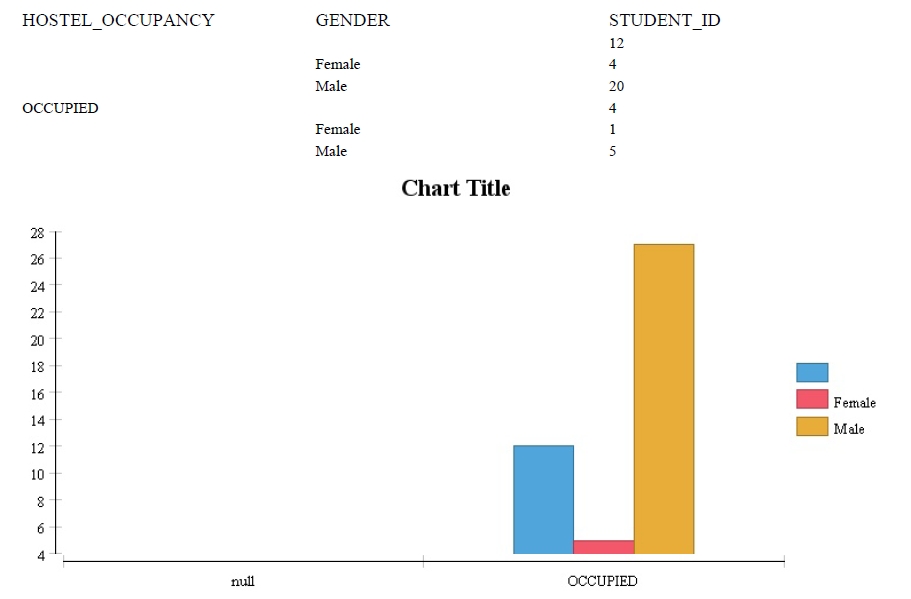 HOSTEL_OCCUPANCY GENDER STUDENT_ID
12
Female 4
Male 20
OCCUPIED 4
Female 1
Male 5
Chart Title
28
26
24
22
20
18
16
14
12
10
8
6
4
Female
Male
null OCCUPIED